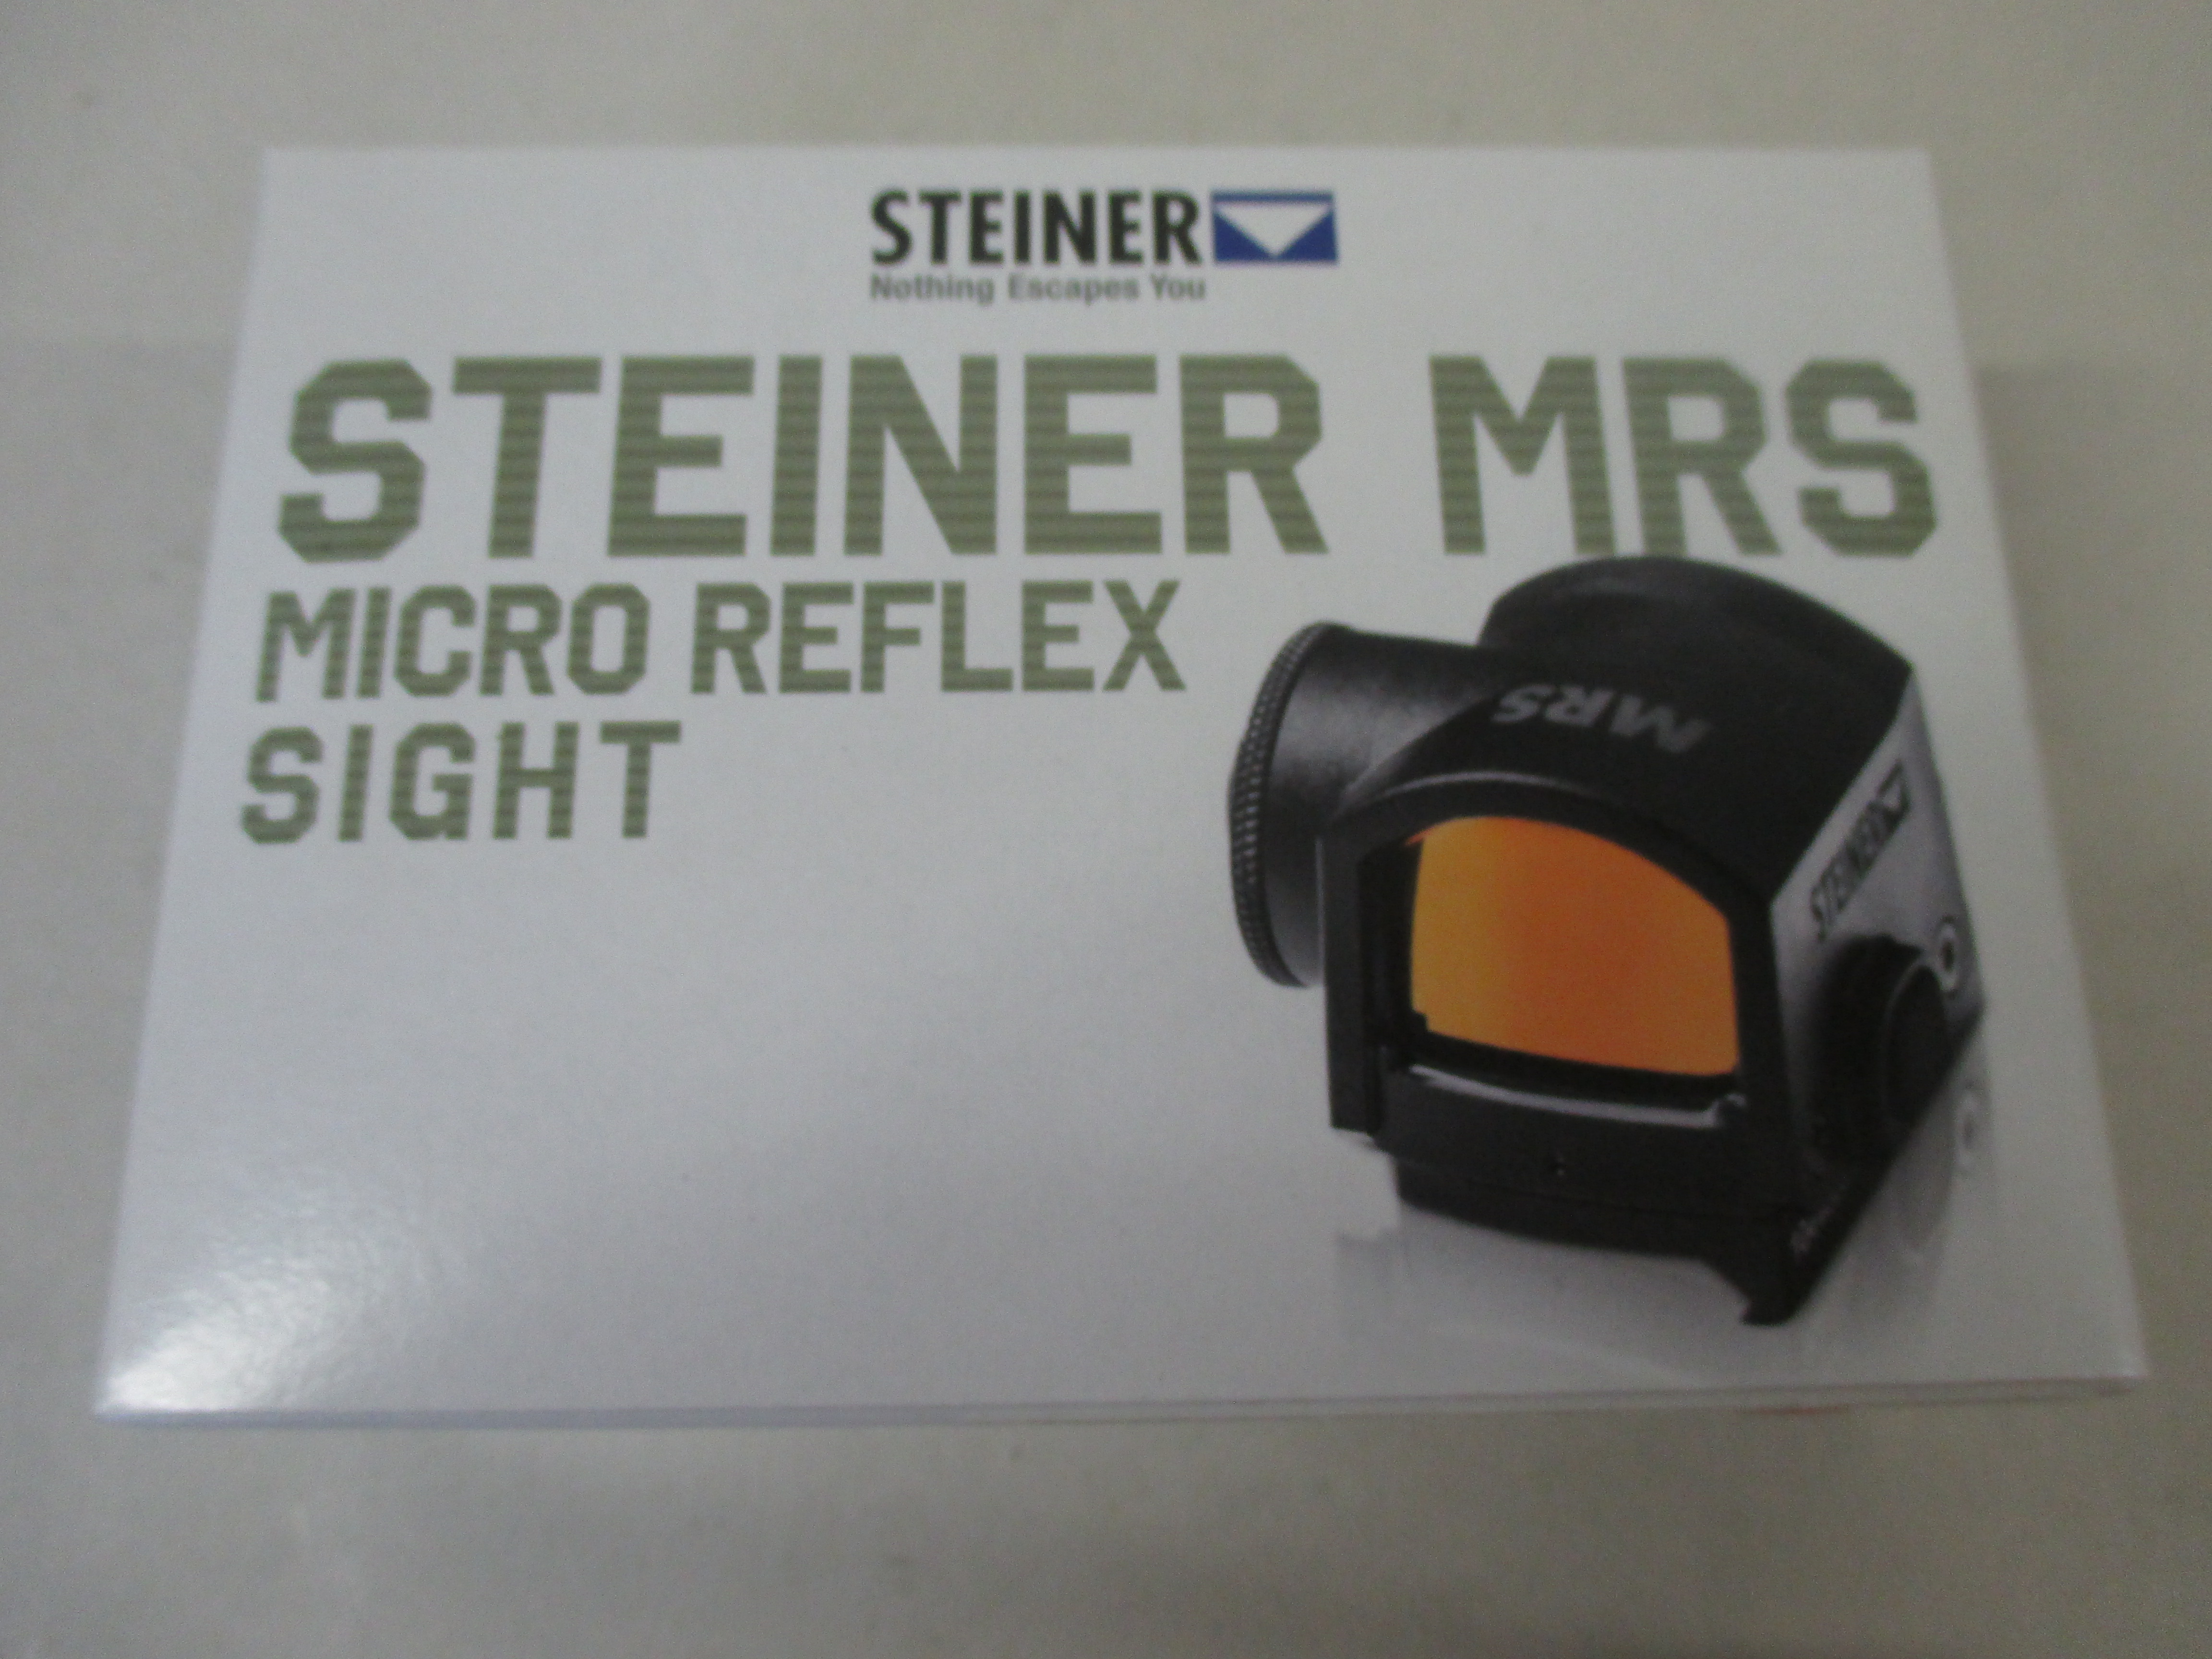 STEINER
Nothing Escapes You
STEINER MRS
MICRO REFLEX
SIGHT
MRS
STEINER